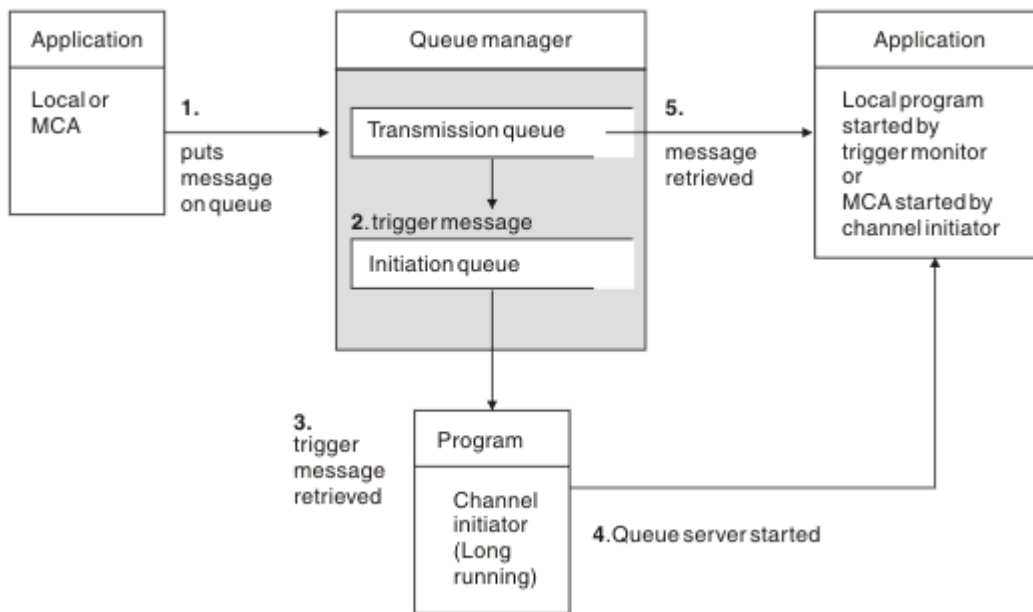 Application
Local or
MCA
1.
puts
message
on queue
Queue manager
Transmission queue
2. trigger message
Initiation queue
5.
message
retrieved
Application
Local program
started by
trigger monitor
or
MCA started by
channel initiator
3.
trigger
message
retrieved
Program
Channel
initiator
(Long
running)
4.Queue server started